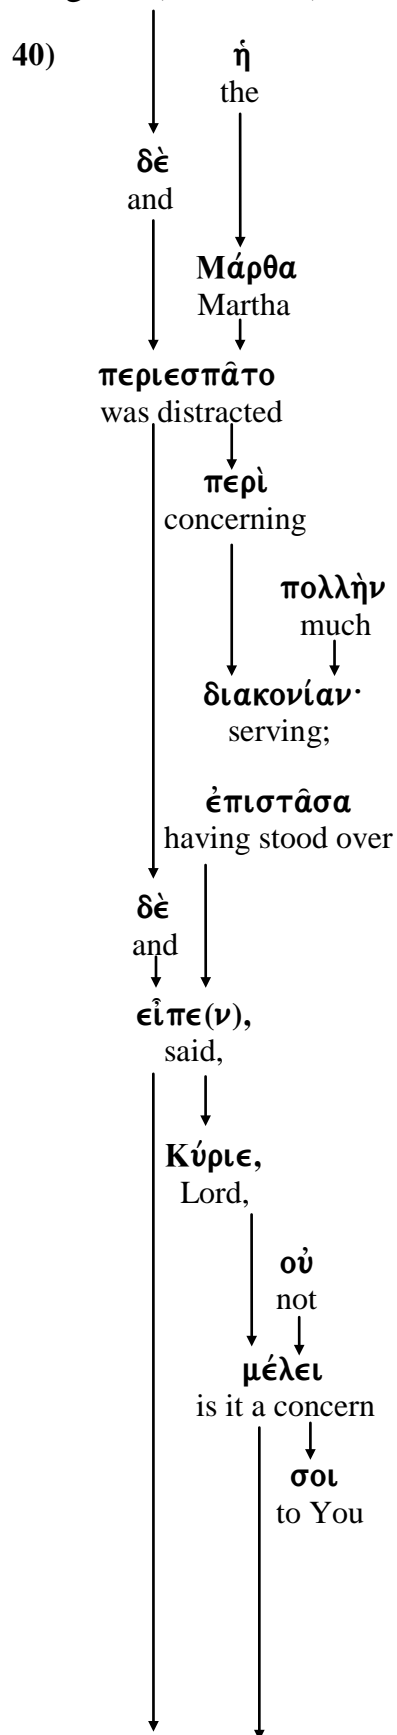 40)
ἡ
the
δὲ
and
Μάρθα
Martha
περιεσπᾶτο
was distracted
περὶ
concerning
πολλὴν
much
διακονίαν·
serving;
ἐπιστᾶσα
having stood over
δὲ
and
εἶπε(ν),
said,
Κύριε,
Lord,
οὐ
not
μέλει
is it a concern
σοι
to You